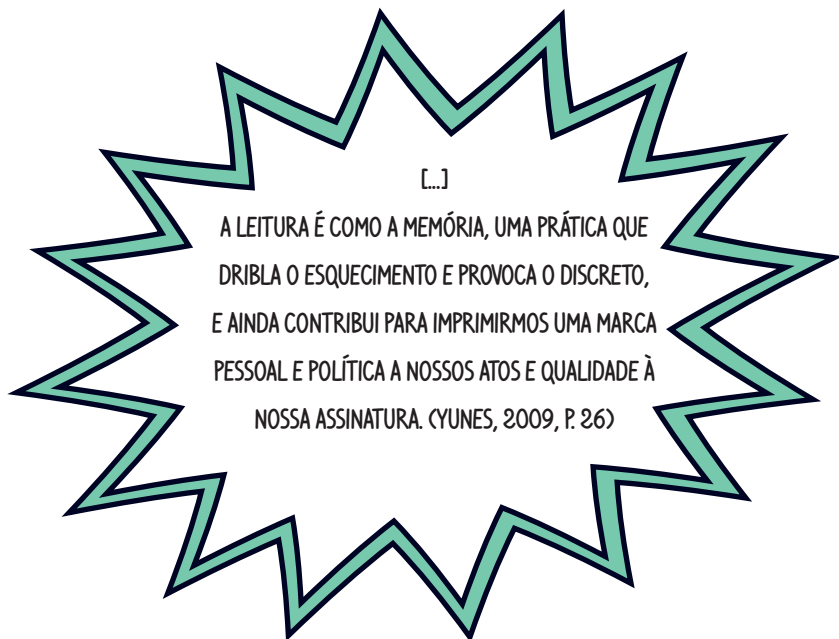 [...]
A LEITURA É COMO A MEMÓRIA, UMA PRÁTICA QUE
DRIBLA O ESQUECIMENTO E PROVOCA O DISCRETO,
E AINDA CONTRIBUI PARA IMPRIMIRMOS UMA MARCA
PESSOAL E POLÍTICA A NOSSOS ATOS E QUALIDADE À
NOSSA ASSINATURA. (YUNES, 2009, P. 26)